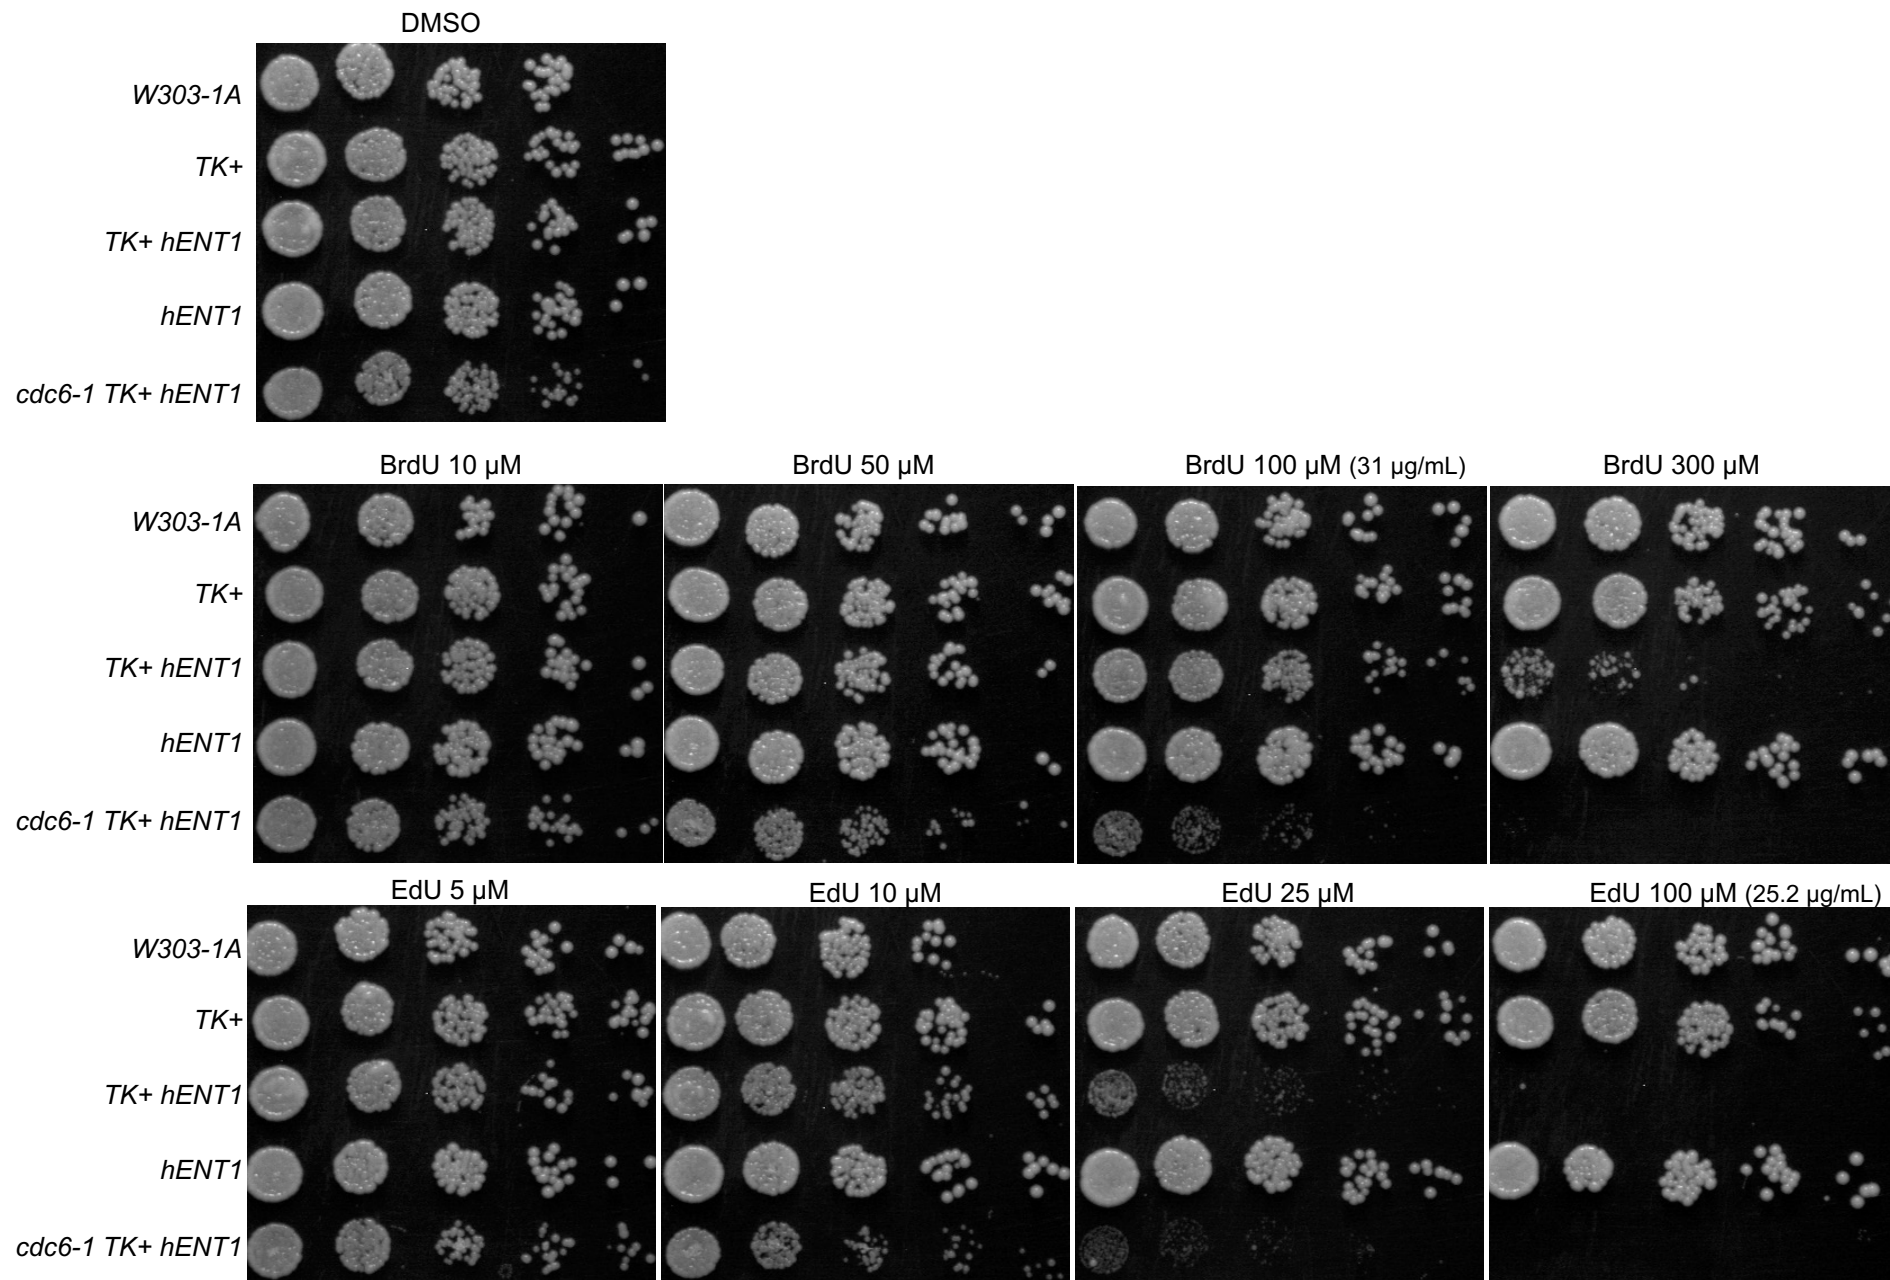 DMSO
W303-1A
TK+
TK+ hENT1
hENT1
cdc6-1 TK+ hENT1
BrdU 10 µM
BrdU 50 µM
BrdU 100 µM (31 µg/mL)
BrdU 300 µM
W303-1A
TK+
TK+ hENT1
hENT1
cdc6-1 TK+ hENT1
EdU 5 µM
EdU 10 µM
EdU 25 µM
EdU 100 µM (25.2 µg/mL)
W303-1A
TK+
TK+ hENT1
hENT1
cdc6-1 TK+ hENT1